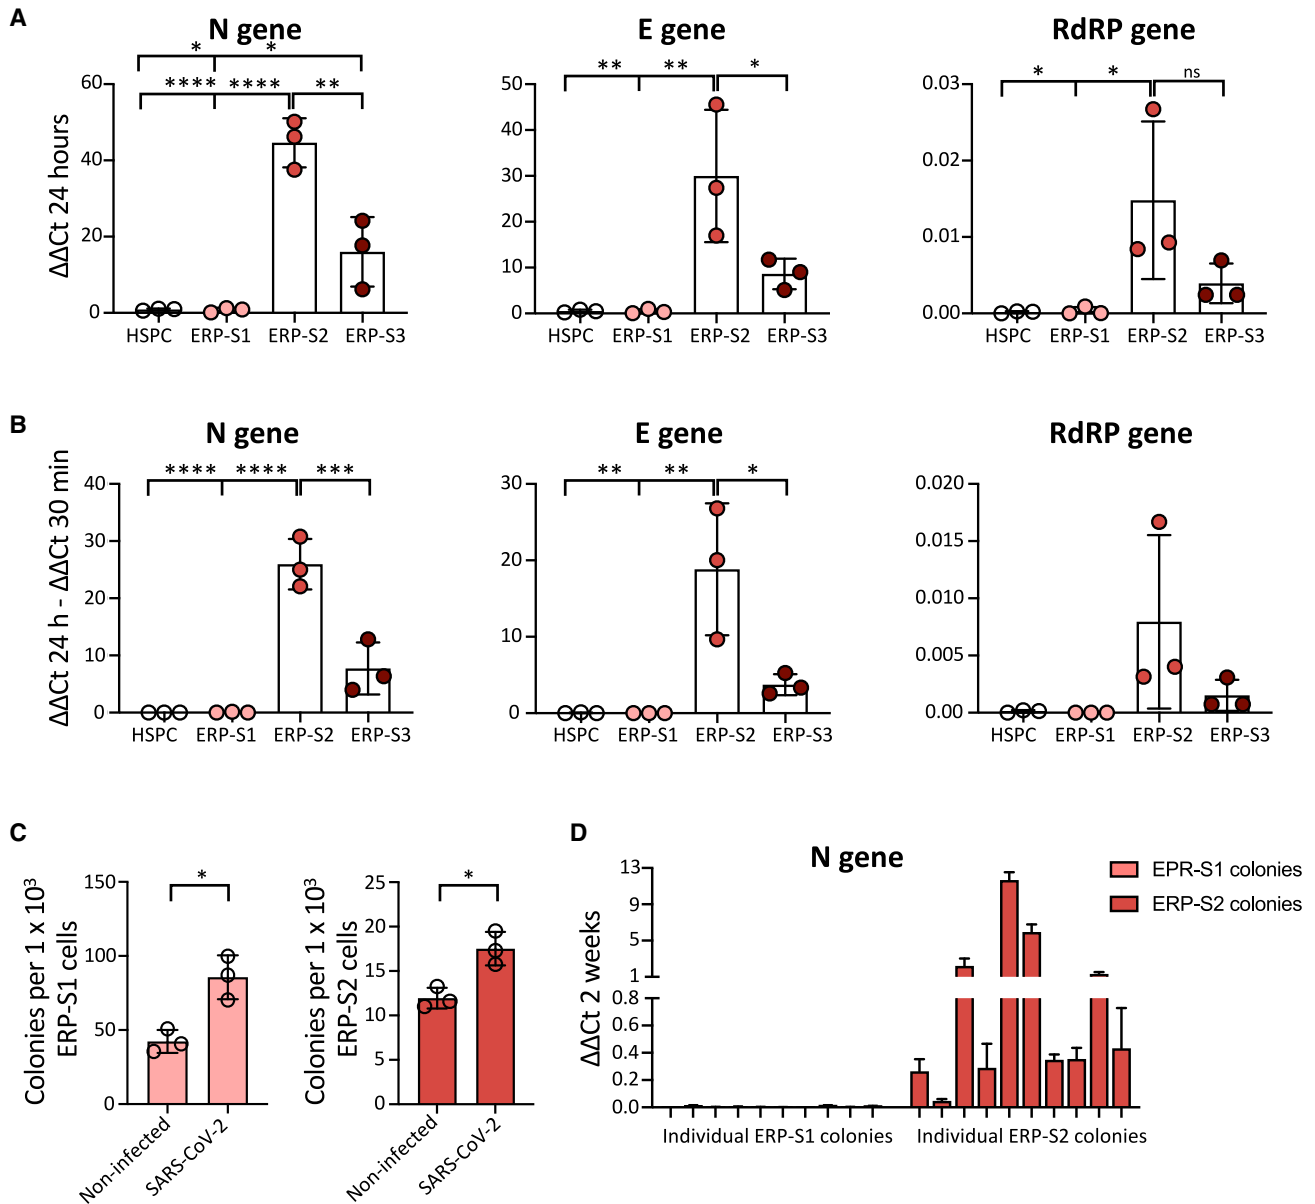 A
N gene
E gene
RdRP gene
* *
**** **** **
** ** *
* * ns
ΔΔCt 24 hours
60
40
20
0
HSPC ERP-S1 ERP-S2 ERP-S3
50
40
30
20
10
0
HSPC ERP-S1 ERP-S2 ERP-S3
0.03
0.02
0.01
0.00
HSPC ERP-S1 ERP-S2 ERP-S3
B
N gene
E gene
RdRP gene
**** **** ***
** ** *
ΔΔCt 24 h - ΔΔCt 30 min
40
30
20
10
0
HSPC ERP-S1 ERP-S2 ERP-S3
30
20
10
0
HSPC ERP-S1 ERP-S2 ERP-S3
0.020
0.015
0.010
0.005
0.00
HSPC ERP-S1 ERP-S2 ERP-S3
C
Colonies per 1 x 10³
ERP-S1 cells
150
100
50
0
*
Non-infected
SARS-CoV-2
Colonies per 1 x 10³
ERP-S2 cells
25
20
15
10
5
0
*
Non-infected
SARS-CoV-2
D
N gene
ΔΔCt 2 weeks
13
9
5
1
0.8
0.6
0.4
0.2
0.0
Individual ERP-S1 colonies
Individual ERP-S2 colonies
EPR-S1 colonies
ERP-S2 colonies